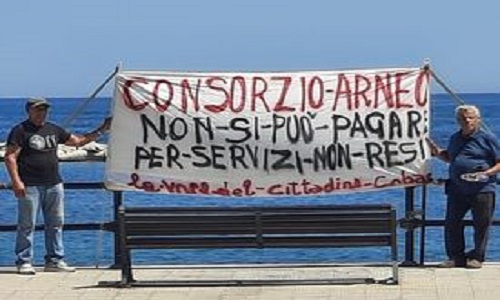 CONSORZIO-ARNEO
NON-SI-PUÒ-PAGARE
PER-SERVIZI-NON-RESI
la voce-del-cittadino-